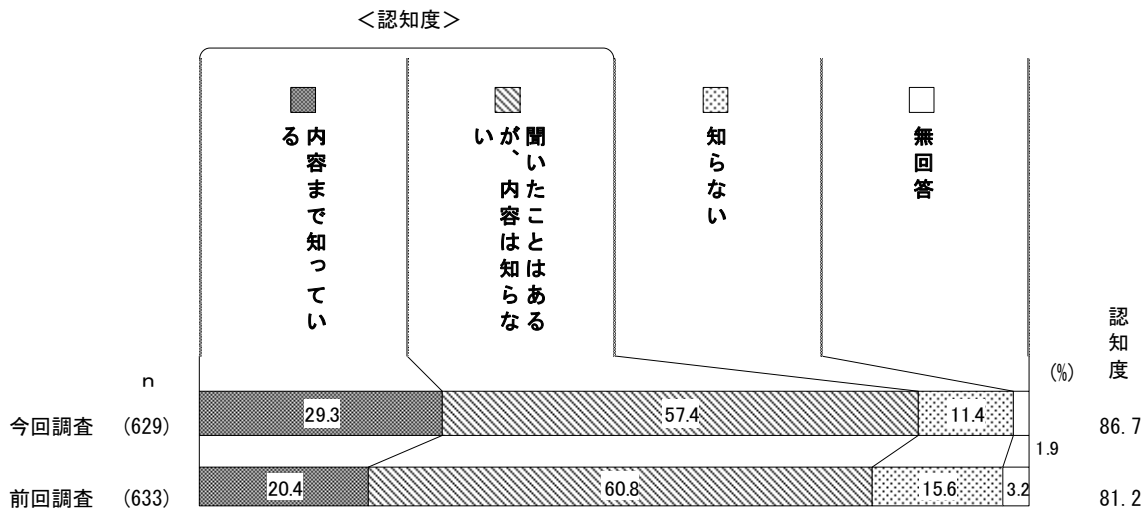 ＜認知度＞
内容まで知ってい
る
聞いたことはある
が、内容は知らな
い
知らない
無回答
認知度
n
(%)
今回調査 (629) 29.3 57.4 11.4 1.9 86.7
前回調査 (633) 20.4 60.8 15.6 3.2 81.2